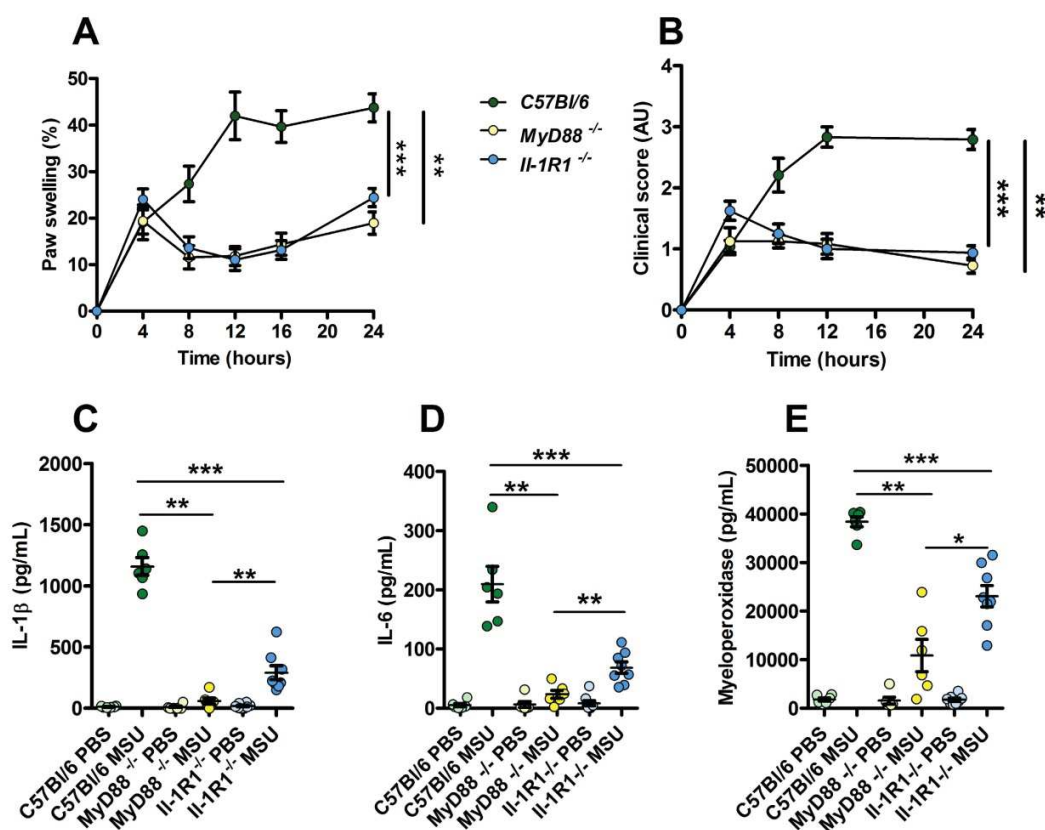 A
B
50
40
30
20
10
0
Paw swelling (%)
0 4 8 12 16 20 24
Time (hours)
***
**
C57Bl/6
MyD88 -/-
Il-1R1 -/-
4
3
2
1
0
Clinical score (AU)
0 4 8 12 16 20 24
Time (hours)
***
**
C
2000
1500
1000
500
0
IL-1β (pg/mL)
***
**
**
C57Bl/6 PBS
C57Bl/6 MSU
MyD88 -/- PBS
MyD88 -/- MSU
Il-1R1 -/- PBS
Il-1R1 -/- MSU
D
400
300
200
100
0
IL-6 (pg/mL)
***
**
**
C57Bl/6 PBS
C57Bl/6 MSU
MyD88 -/- PBS
MyD88 -/- MSU
Il-1R1 -/- PBS
Il-1R1 -/- MSU
E
50000
40000
30000
20000
10000
0
Myeloperoxidase (pg/mL)
***
**
*
C57Bl/6 PBS
C57Bl/6 MSU
MyD88 -/- PBS
MyD88 -/- MSU
Il-1R1 -/- PBS
Il-1R1 -/- MSU